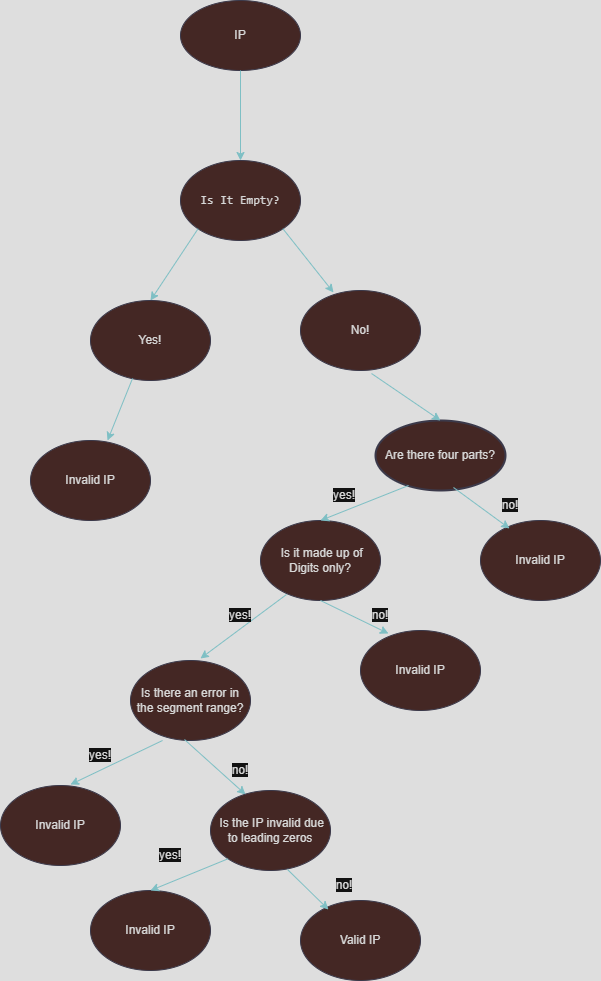 IP
Is It Empty?
Yes!
No!
Invalid IP
Are there four parts?
yes!
no!
Is it made up of
Digits only?
Invalid IP
yes!
no!
Invalid IP
Is there an error in
the segment range?
yes!
no!
Invalid IP
Is the IP invalid due
to leading zeros
yes!
no!
Invalid IP
Valid IP